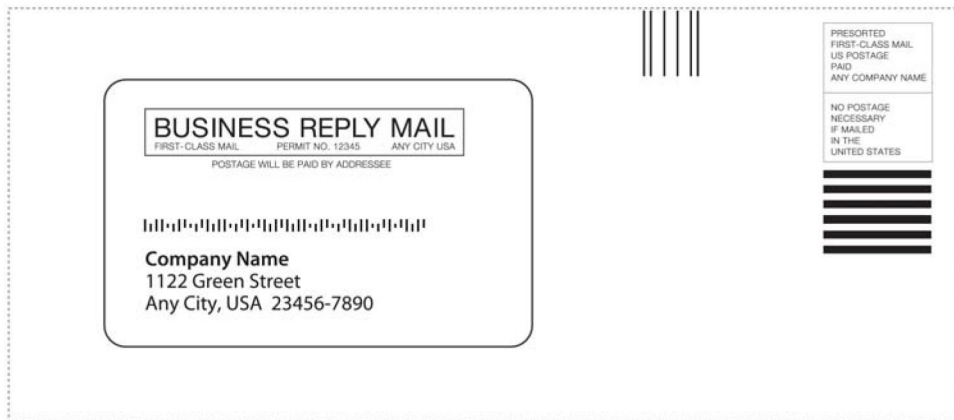 PRESORTED
FIRST-CLASS MAIL
US POSTAGE
PAID
ANY COMPANY NAME
NO POSTAGE
NECESSARY
IF MAILED
IN THE
UNITED STATES
BUSINESS REPLY MAIL
FIRST-CLASS MAIL PERMIT NO. 12345 ANY CITY USA
POSTAGE WILL BE PAID BY ADDRESSEE
Company Name
1122 Green Street
Any City, USA 23456-7890